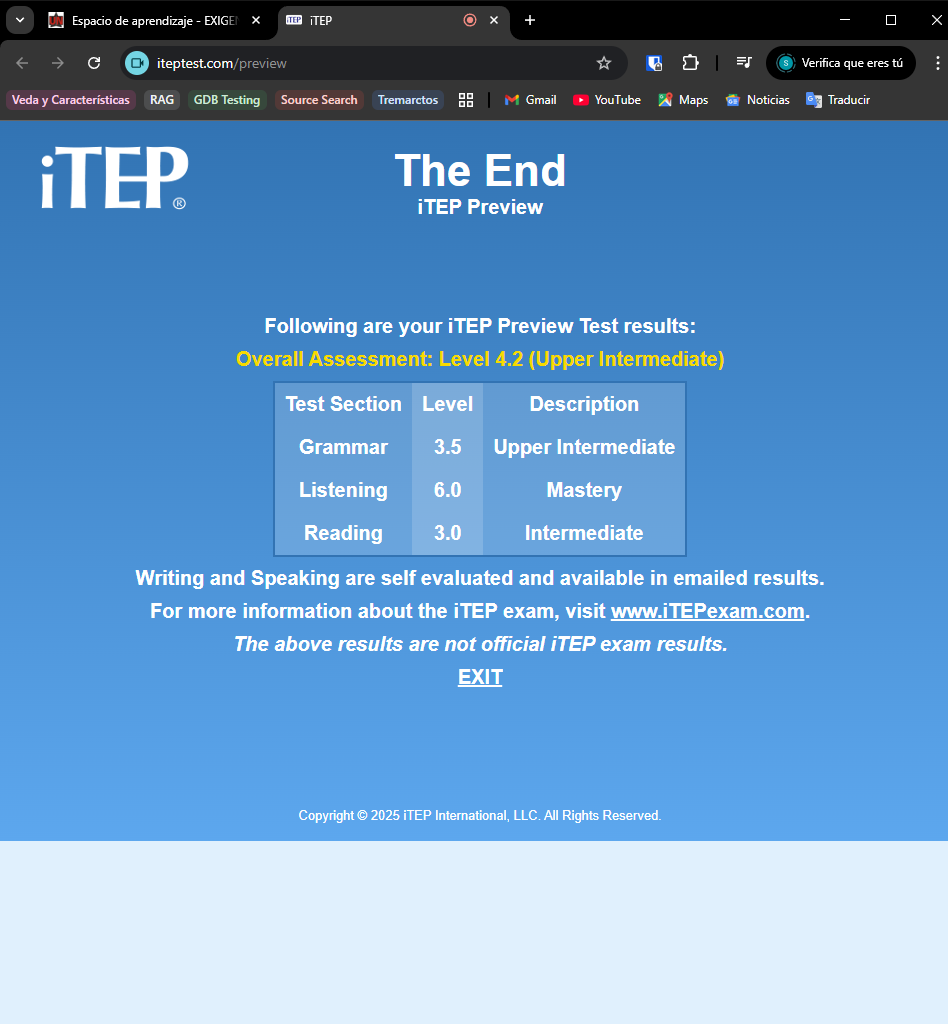 Espacio de aprendizaje - EXIGEN
iTEP iTEP
iteptest.com/preview
S Verifica que eres tú
Veda y Características RAG GDB Testing Source Search Tremarctos Gmail YouTube Maps Noticias Traducir
iTEP®
The End
iTEP Preview
Following are your iTEP Preview Test results:
Overall Assessment: Level 4.2 (Upper Intermediate)
Test Section Level Description
Grammar 3.5 Upper Intermediate
Listening 6.0 Mastery
Reading 3.0 Intermediate
Writing and Speaking are self evaluated and available in emailed results.
For more information about the iTEP exam, visit www.iTEPexam.com.
The above results are not official iTEP exam results.
EXIT
Copyright © 2025 iTEP International, LLC. All Rights Reserved.